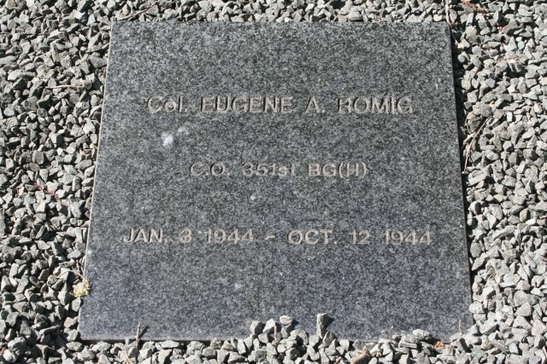 Col. EUGENE A. ROMIG
C.O. 351st BG(H)
JAN. 3 1944 - OCT. 12 1944